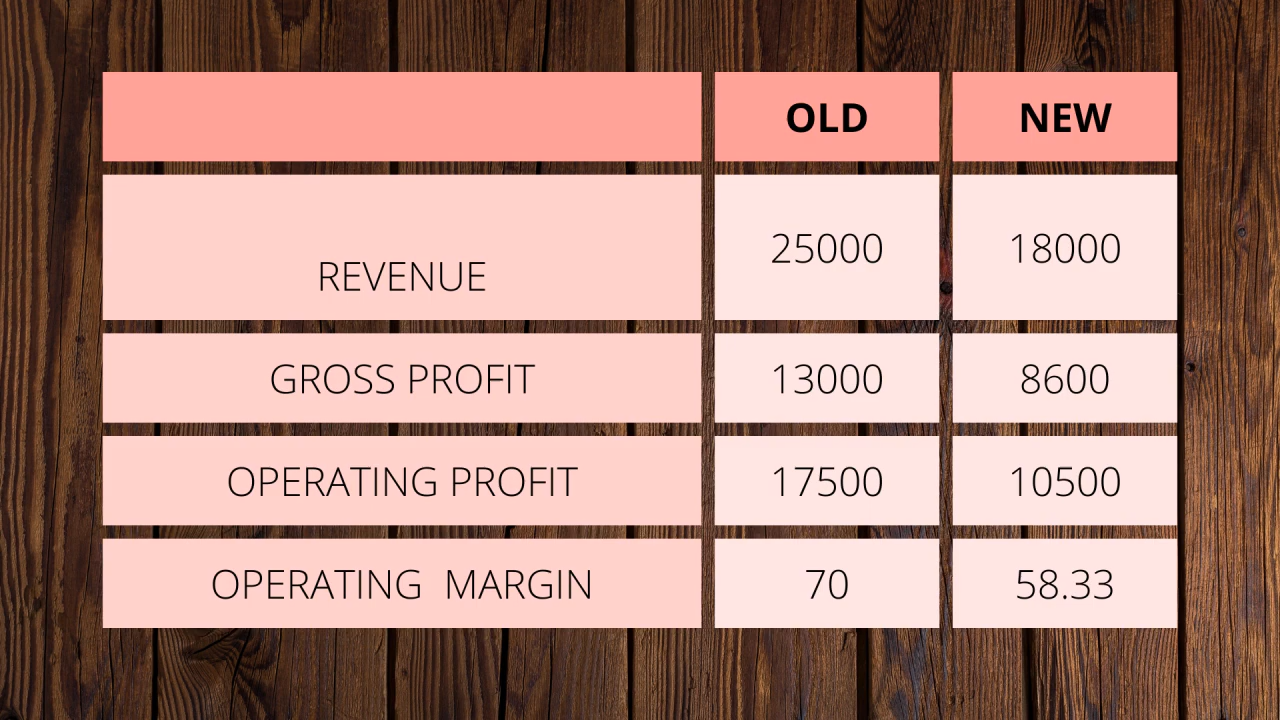 OLD NEW
REVENUE 25000 18000
GROSS PROFIT 13000 8600
OPERATING PROFIT 17500 10500
OPERATING MARGIN 70 58.33